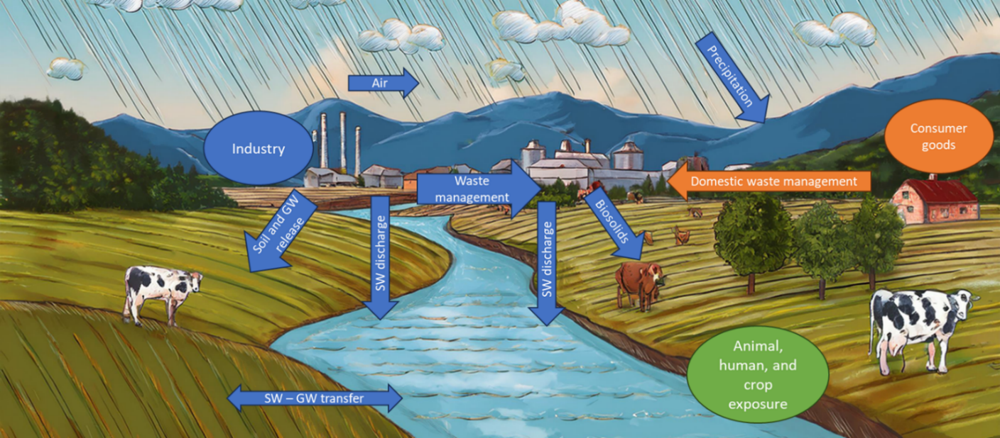 Air
Precipitation
Industry
Consumer
goods
Waste
management
Domestic waste management
Soil and GW
release
SW discharge
SW discharge
Biosolids
Animal,
human, and
crop
exposure
SW – GW transfer